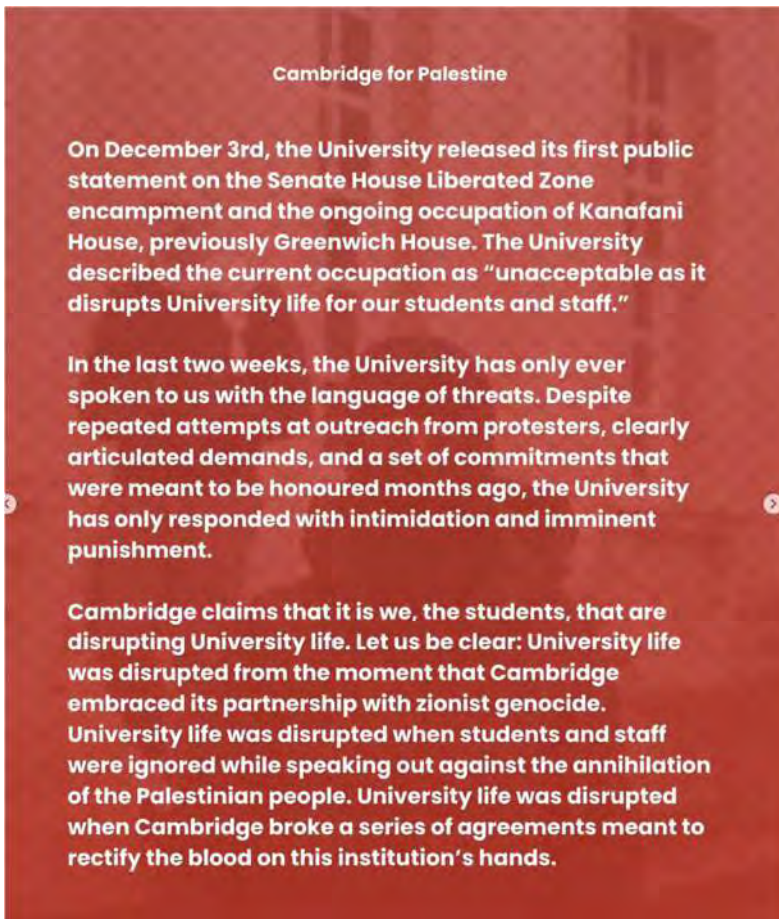 Cambridge for Palestine
On December 3rd, the University released its first public
statement on the Senate House Liberated Zone
encampment and the ongoing occupation of Kanafani
House, previously Greenwich House. The University
described the current occupation as “unacceptable as it
disrupts University life for our students and staff.”
In the last two weeks, the University has only ever
spoken to us with the language of threats. Despite
repeated attempts at outreach from protesters, clearly
articulated demands, and a set of commitments that
were meant to be honoured months ago, the University
has only responded with intimidation and imminent
punishment.
Cambridge claims that it is we, the students, that are
disrupting University life. Let us be clear: University life
was disrupted from the moment that Cambridge
embraced its partnership with zionist genocide.
University life was disrupted when students and staff
were ignored while speaking out against the annihilation
of the Palestinian people. University life was disrupted
when Cambridge broke a series of agreements meant to
rectify the blood on this institution’s hands.